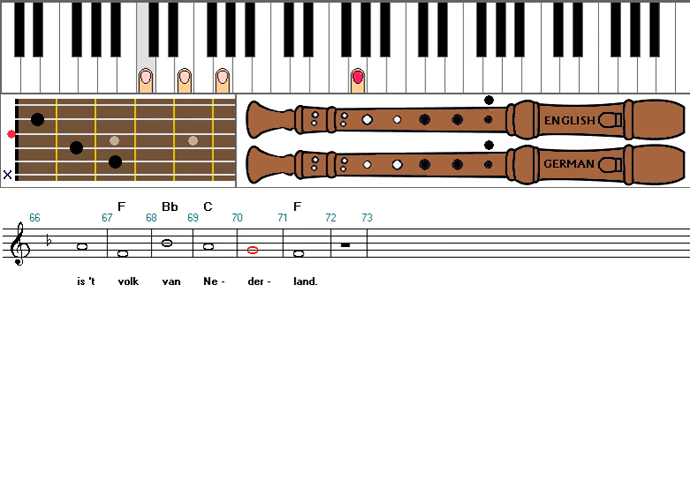 ENGLISH
GERMAN
x
F Bb C F
66 67 68 69 70 71 72 73
is 't volk van Ne - der - land.